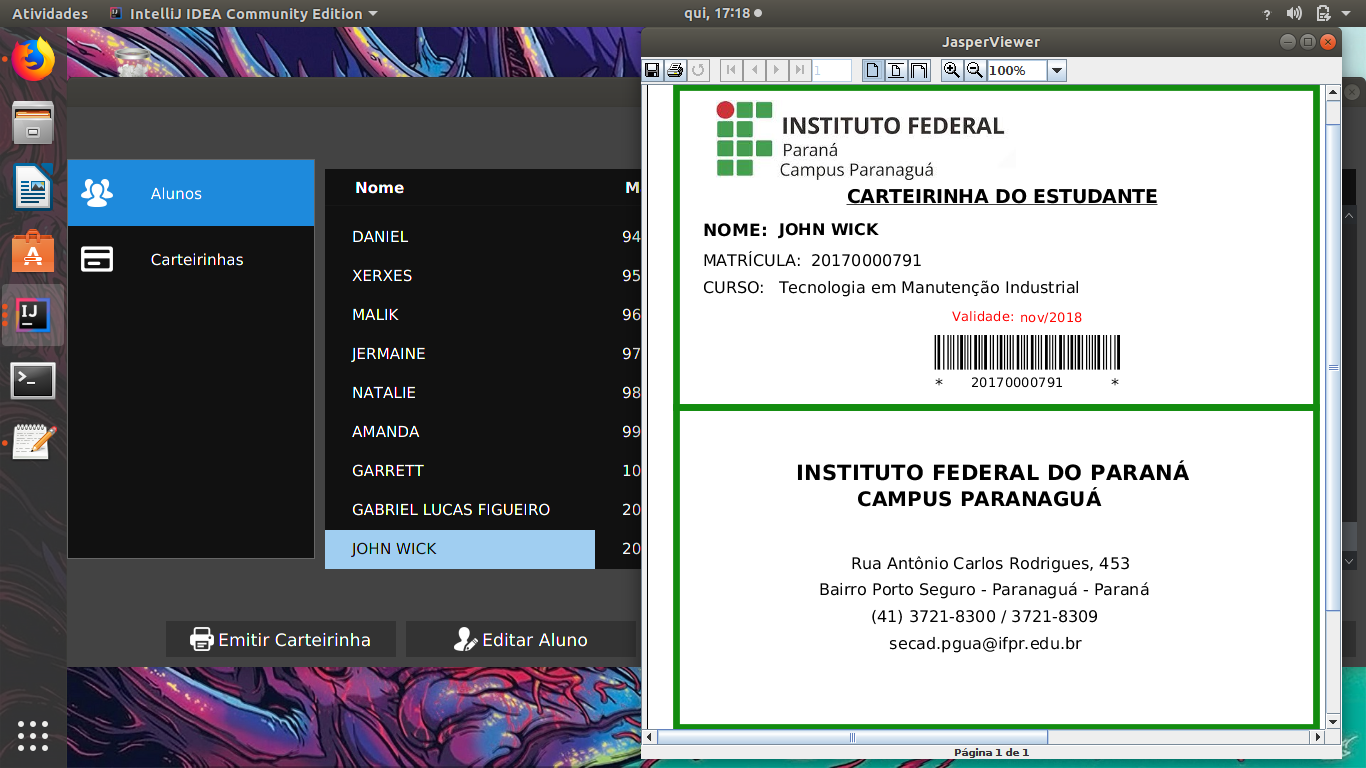 Atividades IntelliJ IDEA Community Edition qui, 17:18
JasperViewer
1 100%
Alunos
Carteirinhas
Nome M
DANIEL 94
XERXES 95
MALIK 96
JERMAINE 97
NATALIE 98
AMANDA 99
GARRETT 10
GABRIEL LUCAS FIGUEIRO 20
JOHN WICK 20
Emitir Carteirinha Editar Aluno
INSTITUTO FEDERAL
Paraná
Campus Paranaguá
CARTEIRINHA DO ESTUDANTE
NOME: JOHN WICK
MATRÍCULA: 20170000791
CURSO: Tecnologia em Manutenção Industrial
Validade: nov/2018
* 20170000791 *
INSTITUTO FEDERAL DO PARANÁ
CAMPUS PARANAGUÁ
Rua Antônio Carlos Rodrigues, 453
Bairro Porto Seguro - Paranaguá - Paraná
(41) 3721-8300 / 3721-8309
secad.pgua@ifpr.edu.br
Página 1 de 1